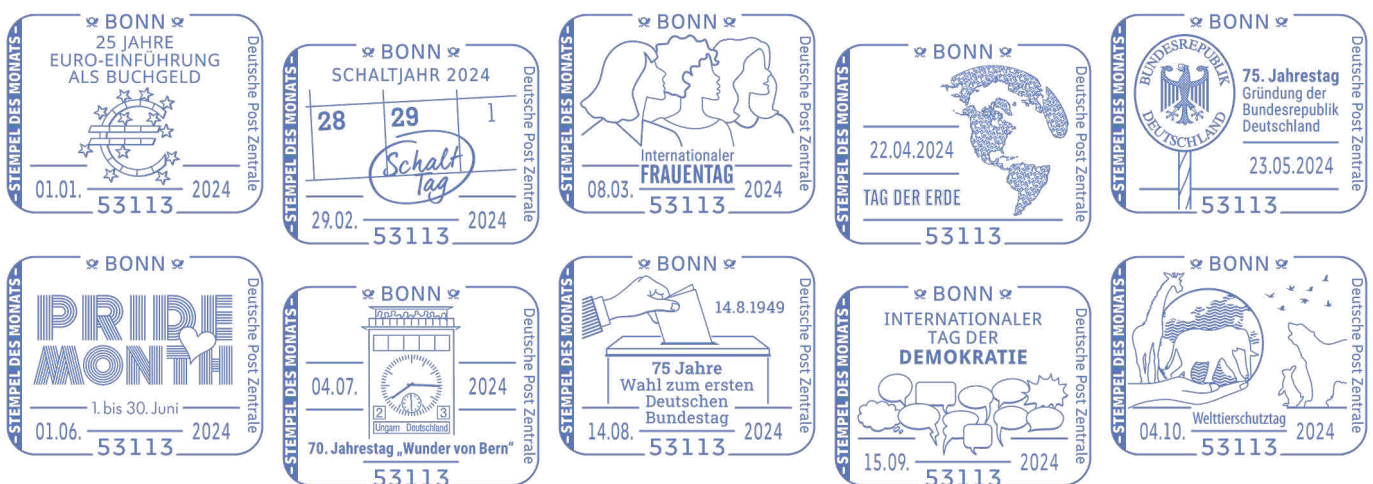 BONN
25 JAHRE
EURO-EINFÜHRUNG
ALS BUCHGELD
01.01. 2024
53113
-STEMPEL DES MONATS-
Deutsche Post Zentrale
BONN
SCHALTJAHR 2024
28 29 1
Schalt
Tag
29.02. 2024
53113
-STEMPEL DES MONATS-
Deutsche Post Zentrale
BONN
Internationaler
FRAUENTAG
08.03. 2024
53113
-STEMPEL DES MONATS-
Deutsche Post Zentrale
BONN
22.04.2024
TAG DER ERDE
53113
-STEMPEL DES MONATS-
Deutsche Post Zentrale
BONN
BUNDESREPUBLIK
DEUTSCHLAND
75. Jahrestag
Gründung der
Bundesrepublik
Deutschland
23.05.2024
53113
-STEMPEL DES MONATS-
Deutsche Post Zentrale
BONN
PRIDE
MONTH
1. bis 30. Juni
01.06. 2024
53113
-STEMPEL DES MONATS-
Deutsche Post Zentrale
BONN
04.07. 2024
2 3
Ungarn Deutschland
70. Jahrestag „Wunder von Bern“
53113
-STEMPEL DES MONATS-
Deutsche Post Zentrale
BONN
14.8.1949
75 Jahre
Wahl zum ersten
Deutschen
Bundestag
14.08. 2024
53113
-STEMPEL DES MONATS-
Deutsche Post Zentrale
BONN
INTERNATIONALER
TAG DER
DEMOKRATIE
15.09. 2024
53113
-STEMPEL DES MONATS-
Deutsche Post Zentrale
BONN
Welttierschutztag
04.10. 2024
53113
-STEMPEL DES MONATS-
Deutsche Post Zentrale